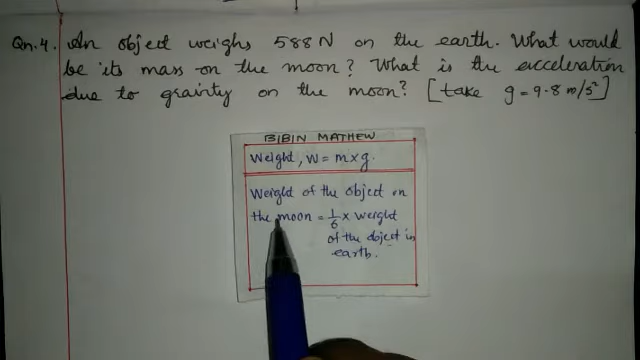 Qn.4. An object weighs 588 N on the earth. What would
be its mass on the moon? What is the acceleration
due to gravity on the moon? [take g = 9.8 m/s²]
BIBIN MATHEW
Weight, W = m×g.
Weight of the object on
the moon = 1/6 × weight
of the object in
earth.